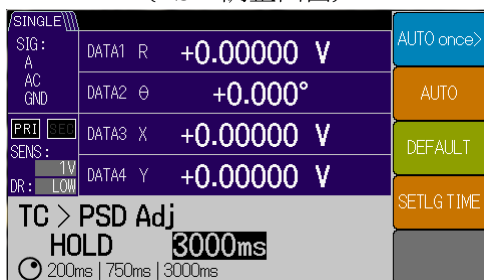 SINGLE
SIG:
A
AC
GND
PRI SEC
SENS:
1V
DR: LOW
DATA1 R +0.00000 V
DATA2 θ +0.000°
DATA3 X +0.00000 V
DATA4 Y +0.00000 V
TC > PSD Adj
HOLD 3000ms
200ms | 750ms | 3000ms
AUTO once>
AUTO
DEFAULT
SETLG TIME